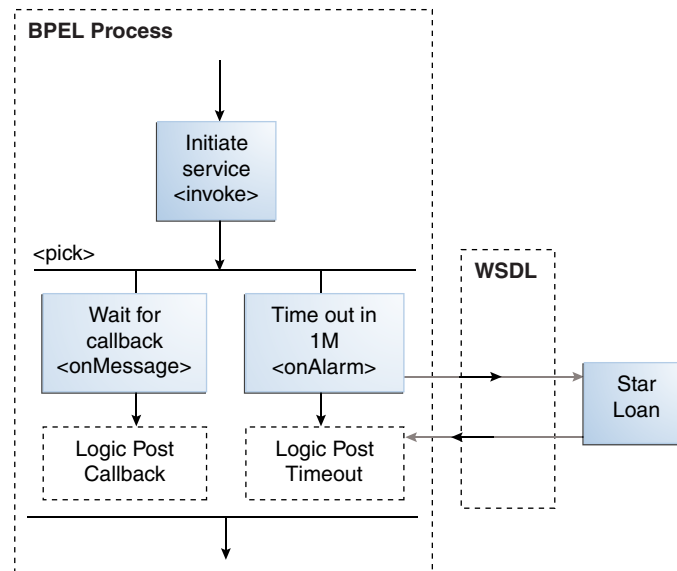 BPEL Process
Initiate
service
<invoke>
<pick>
WSDL
Wait for
callback
<onMessage>
Time out in
1M
<onAlarm>
Star
Loan
Logic Post
Callback
Logic Post
Timeout